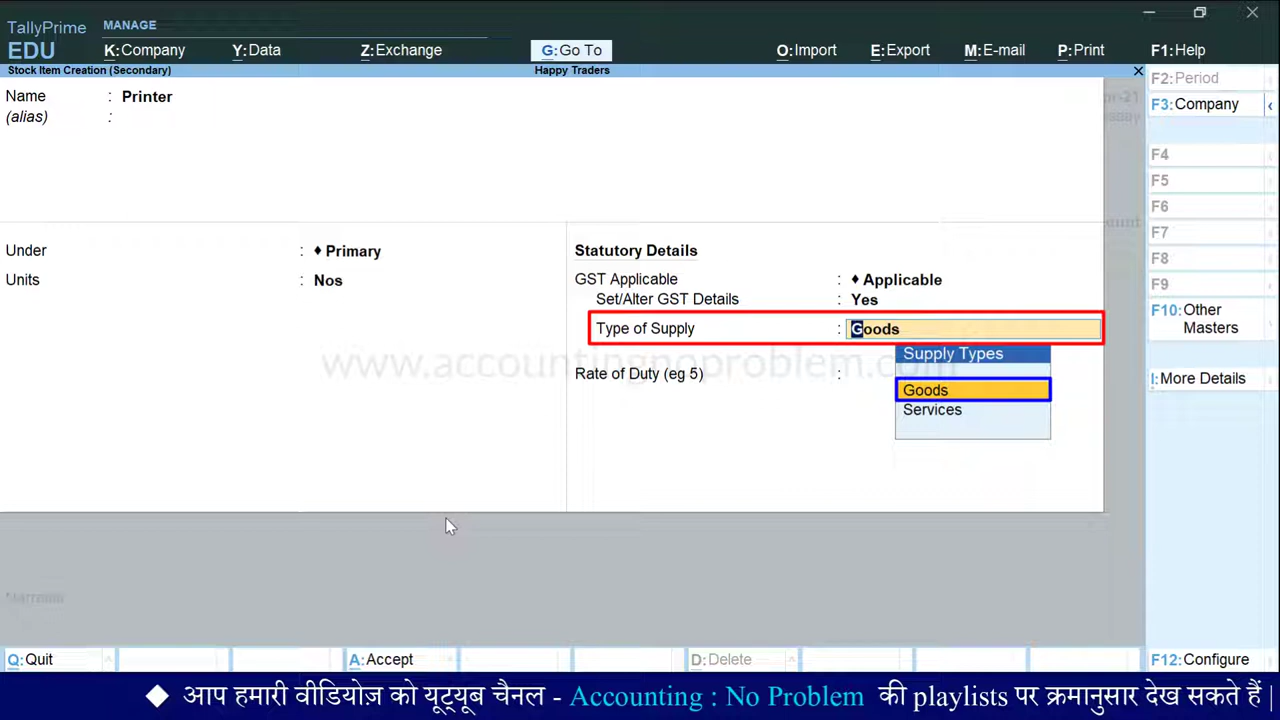 TallyPrime MANAGE
EDU K:Company Y:Data Z:Exchange G:Go To O:Import E:Export M:E-mail P:Print F1:Help
Stock Item Creation (Secondary) Happy Traders
Name : Printer
(alias) :
Under : ♦ Primary
Units : Nos
Statutory Details
GST Applicable : ♦ Applicable
Set/Alter GST Details : Yes
Type of Supply : Goods
Supply Types
Goods
Services
Rate of Duty (eg 5) :
www.accountingnoproblem.com
F2:Period
F3:Company
F4
F5
F6
F7
F8
F9
F10:Other
Masters
I:More Details
Q:Quit A:Accept D:Delete F12:Configure
◆ आप हमारी वीडियोज़ को यूट्यूब चैनल - Accounting : No Problem की playlists पर क्रमानुसार देख सकते हैं |